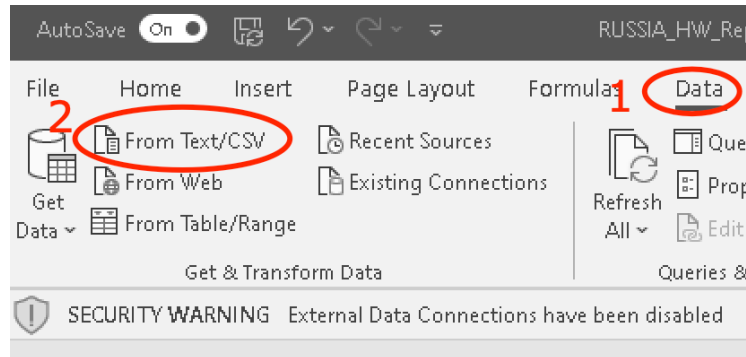 AutoSave On RUSSIA_HW_Rep
File Home Insert Page Layout Formulas 1 Data
2 From Text/CSV Recent Sources Que
From Web Existing Connections Prop
Get Data From Table/Range Refresh All Edit
Get & Transform Data Queries &
SECURITY WARNING External Data Connections have been disabled